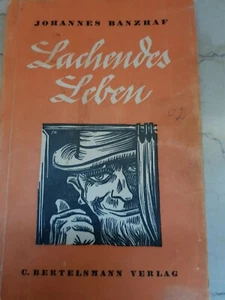 JOHANNES BANZHAF
Lachendes
Leben
C. BERTELSMANN VERLAG